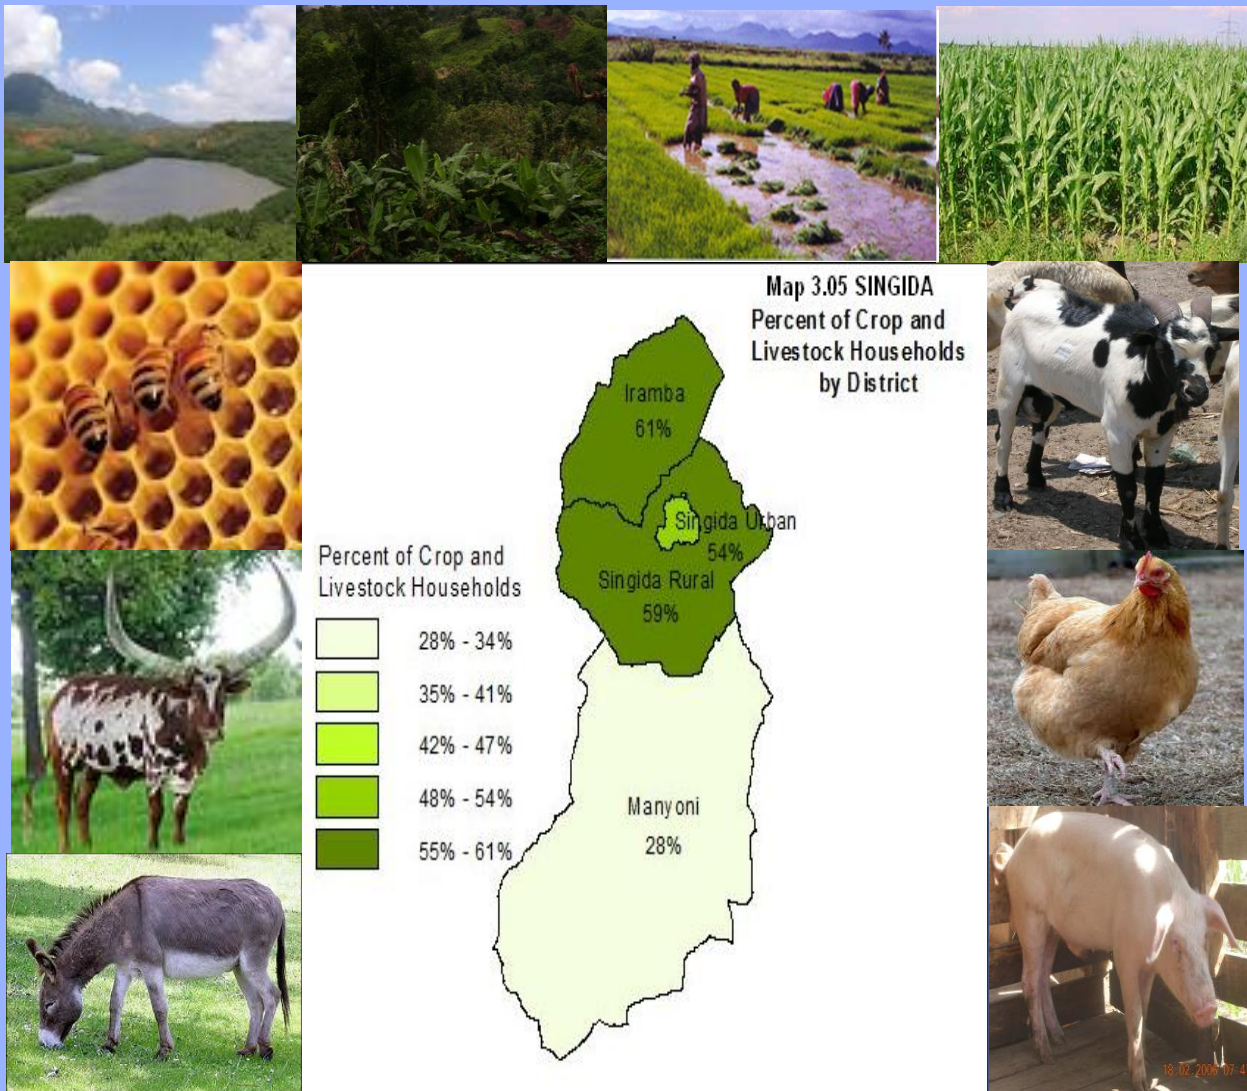 Map 3.05 SINGIDA
Percent of Crop and
Livestock Households
by District
Iramba
61%
Singida Urban
54%
Singida Rural
59%
Percent of Crop and
Livestock Households
28% - 34%
35% - 41%
42% - 47%
48% - 54%
55% - 61%
Manyoni
28%